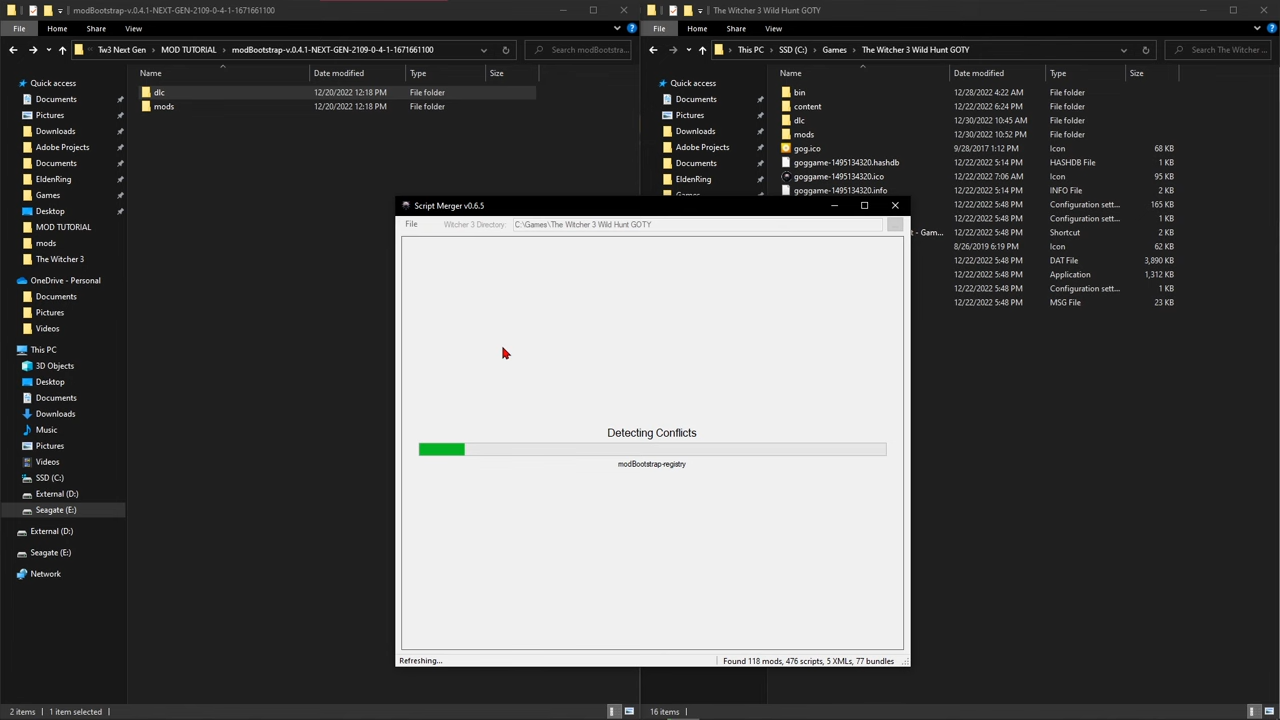 modBootstrap-v.0.4.1-NEXT-GEN-2109-0-4-1-1671661100
File Home Share View
Tw3 Next Gen MOD TUTORIAL modBootstrap-v.0.4.1-NEXT-GEN-2109-0-4-1-1671661100
Search modBootstra...
Name Date modified Type Size
Quick access
Documents
Pictures
Downloads
Adobe Projects
Documents
EldenRing
Games
Desktop
MOD TUTORIAL
mods
The Witcher 3
OneDrive - Personal
Documents
Pictures
Videos
This PC
3D Objects
Desktop
Documents
Downloads
Music
Pictures
Videos
SSD (C:)
External (D:)
Seagate (E:)
External (D:)
Seagate (E:)
Network
dlc 12/20/2022 12:18 PM File folder
mods 12/20/2022 12:18 PM File folder
2 items 1 item selected
The Witcher 3 Wild Hunt GOTY
File Home Share View
This PC SSD (C:) Games The Witcher 3 Wild Hunt GOTY
Search The Witcher ...
Name Date modified Type Size
Quick access
Documents
Pictures
Downloads
Adobe Projects
Documents
EldenRing
Games
bin 12/28/2022 4:22 AM File folder
content 12/22/2022 6:24 PM File folder
dlc 12/30/2022 10:45 AM File folder
mods 12/30/2022 10:52 PM File folder
gog.ico 9/28/2017 1:12 PM Icon 68 KB
goggame-1495134320.hashdb 12/22/2022 5:14 PM HASHDB File 1 KB
goggame-1495134320.ico 12/22/2022 7:06 AM Icon 95 KB
goggame-1495134320.info 12/22/2022 5:14 PM INFO File 2 KB
12/22/2022 5:48 PM Configuration sett... 165 KB
12/22/2022 5:48 PM Configuration sett... 1 KB
t - Gam... 12/22/2022 5:48 PM Shortcut 2 KB
8/26/2019 6:19 PM Icon 62 KB
12/22/2022 5:48 PM DAT File 3,890 KB
12/22/2022 5:48 PM Application 1,312 KB
12/22/2022 5:48 PM Configuration sett... 1 KB
12/22/2022 5:48 PM MSG File 23 KB
16 items
Script Merger v0.6.5
File Witcher 3 Directory: C:\Games\The Witcher 3 Wild Hunt GOTY
Detecting Conflicts
modBootstrap-registry
Refreshing...
Found 118 mods, 476 scripts, 5 XMLs, 77 bundles